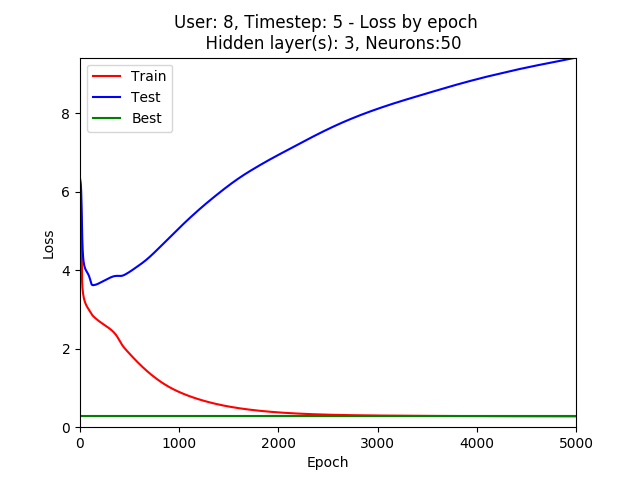 User: 8, Timestep: 5 - Loss by epoch
Hidden layer(s): 3, Neurons:50
Train
Test
Best
Loss
8
6
4
2
0
0 1000 2000 3000 4000 5000
Epoch